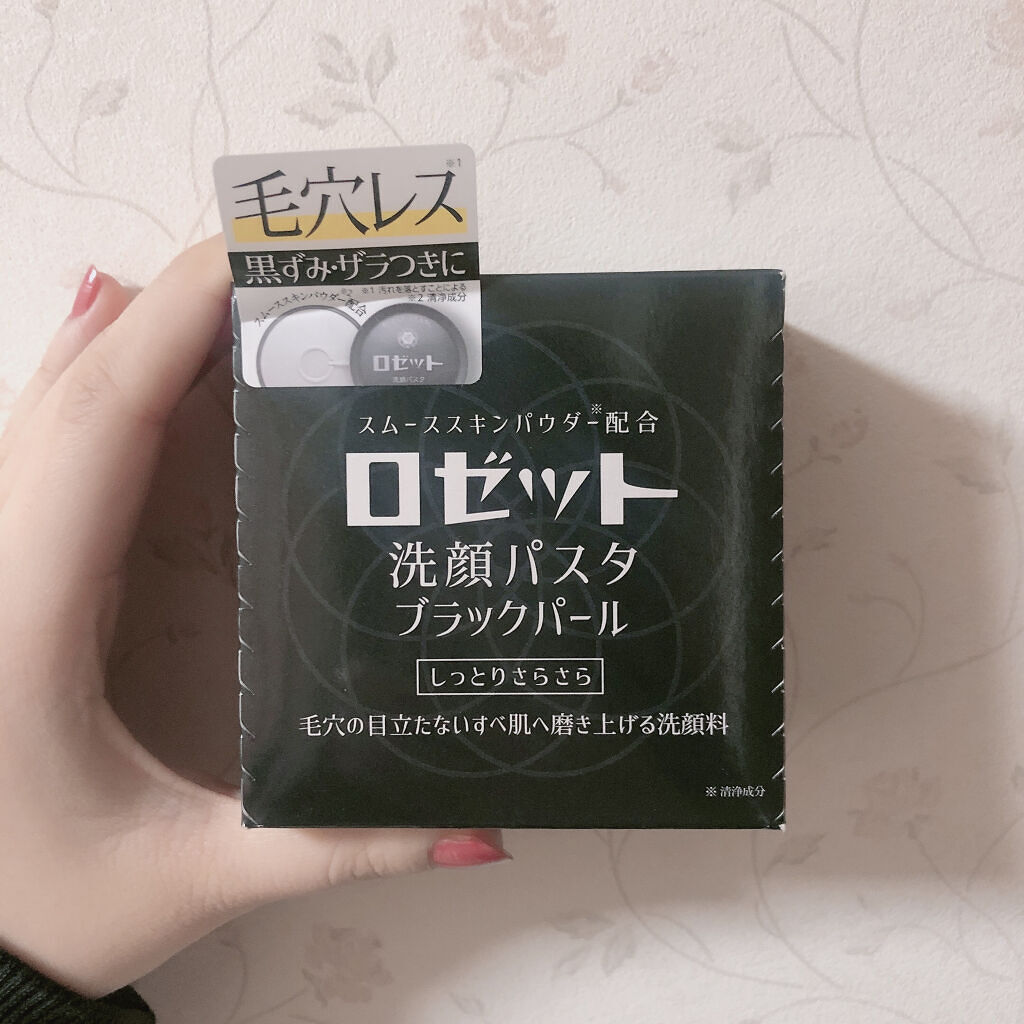 毛穴レス※1
黒ずみ・ザラつきに
※1 汚れを落とすことによる
※2 清浄成分
スムーススキンパウダー※2配合
ロゼット
洗顔パスタ
スムーススキンパウダー※配合
ロゼット
洗顔パスタ
ブラックパール
しっとりさらさら
毛穴の目立たないすべ肌へ磨き上げる洗顔料
※ 清浄成分